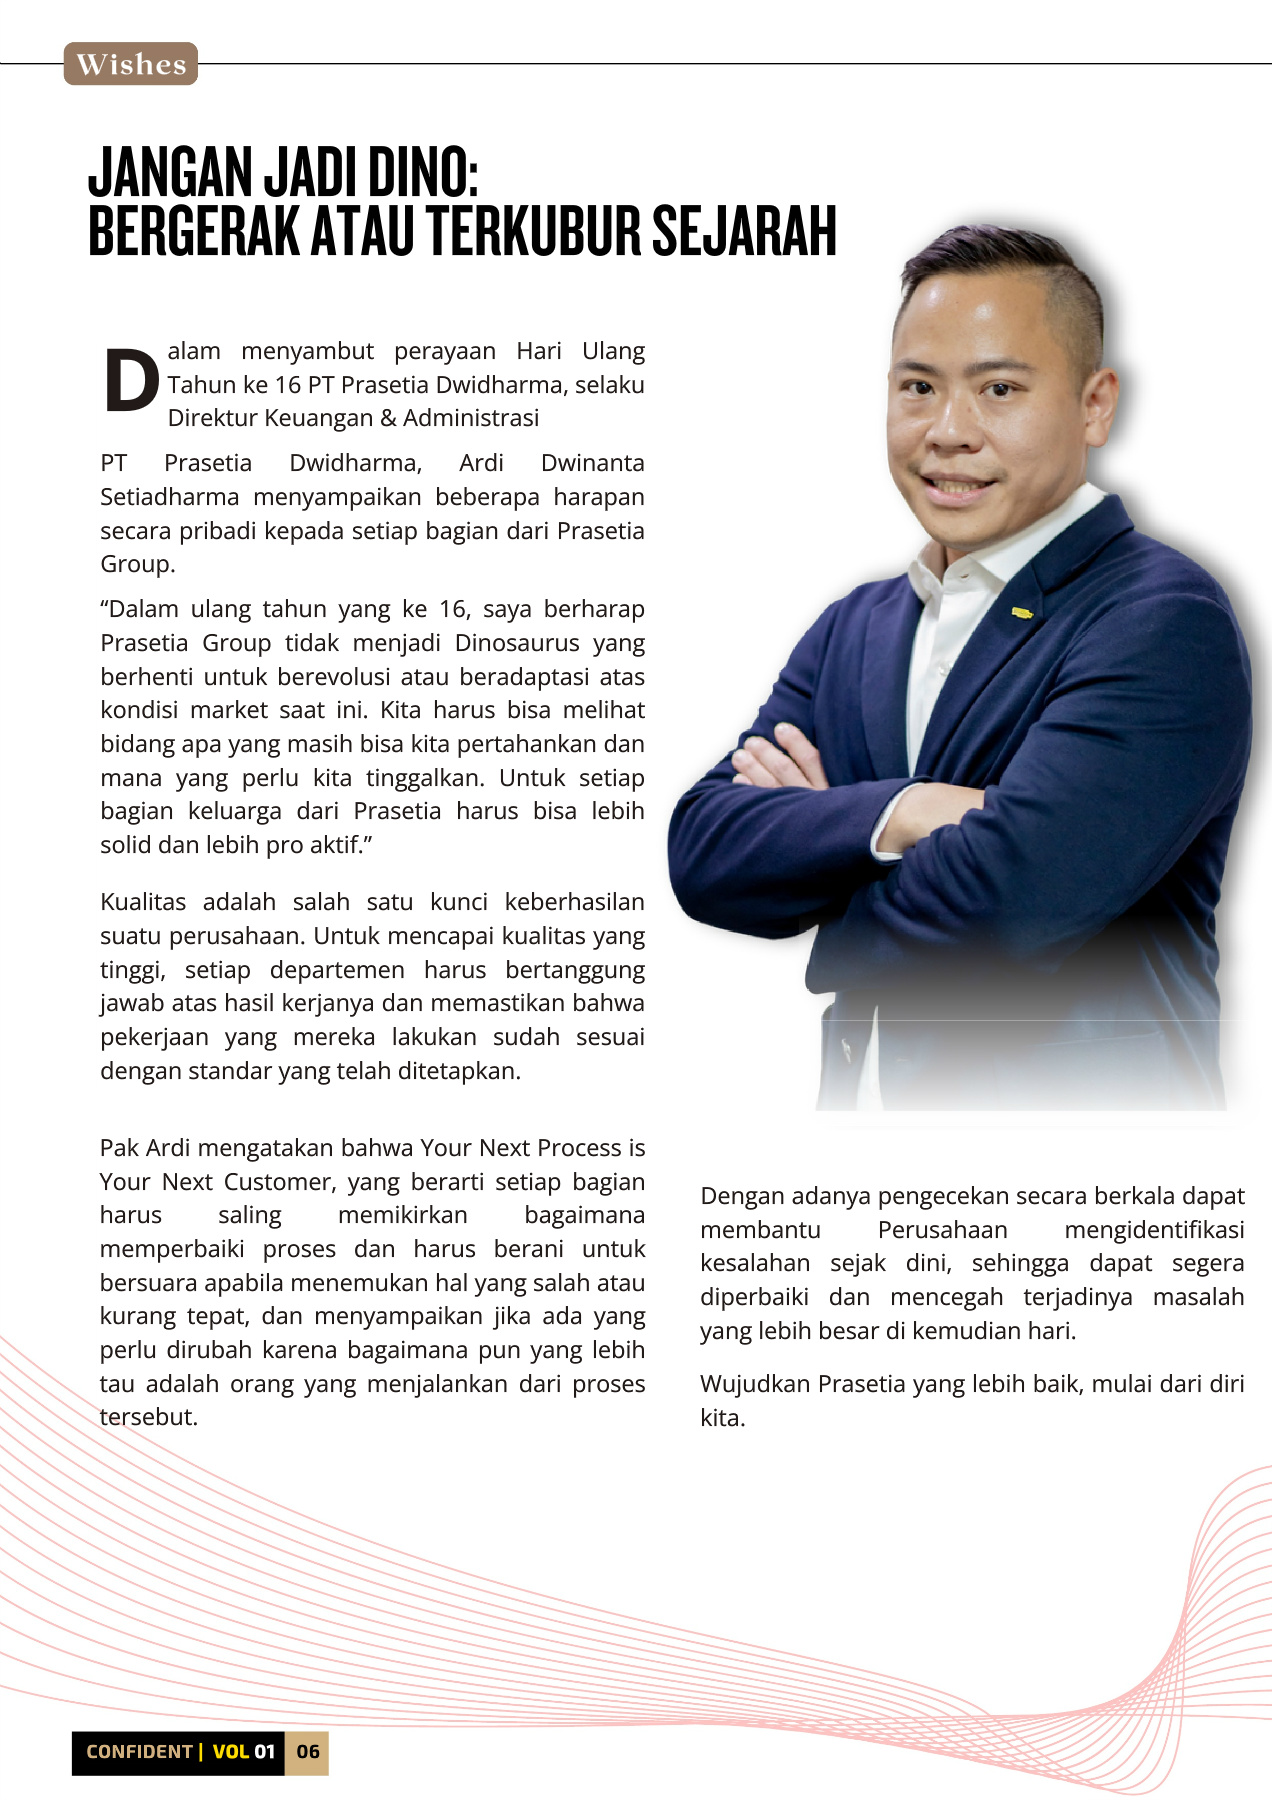 Wishes
JANGAN JADI DINO:
BERGERAK ATAU TERKUBUR SEJARAH
Dalam menyambut perayaan Hari Ulang
Tahun ke 16 PT Prasetia Dwidharma, selaku
Direktur Keuangan & Administrasi
PT Prasetia Dwidharma, Ardi Dwinanta
Setiadharma menyampaikan beberapa harapan
secara pribadi kepada setiap bagian dari Prasetia
Group.
“Dalam ulang tahun yang ke 16, saya berharap
Prasetia Group tidak menjadi Dinosaurus yang
berhenti untuk berevolusi atau beradaptasi atas
kondisi market saat ini. Kita harus bisa melihat
bidang apa yang masih bisa kita pertahankan dan
mana yang perlu kita tinggalkan. Untuk setiap
bagian keluarga dari Prasetia harus bisa lebih
solid dan lebih pro aktif.”
Kualitas adalah salah satu kunci keberhasilan
suatu perusahaan. Untuk mencapai kualitas yang
tinggi, setiap departemen harus bertanggung
jawab atas hasil kerjanya dan memastikan bahwa
pekerjaan yang mereka lakukan sudah sesuai
dengan standar yang telah ditetapkan.
Pak Ardi mengatakan bahwa Your Next Process is
Your Next Customer, yang berarti setiap bagian
harus saling memikirkan bagaimana
memperbaiki proses dan harus berani untuk
bersuara apabila menemukan hal yang salah atau
kurang tepat, dan menyampaikan jika ada yang
perlu dirubah karena bagaimana pun yang lebih
tau adalah orang yang menjalankan dari proses
tersebut.
Dengan adanya pengecekan secara berkala dapat
membantu Perusahaan mengidentifikasi
kesalahan sejak dini, sehingga dapat segera
diperbaiki dan mencegah terjadinya masalah
yang lebih besar di kemudian hari.
Wujudkan Prasetia yang lebih baik, mulai dari diri
kita.
CONFIDENT | VOL 01 06